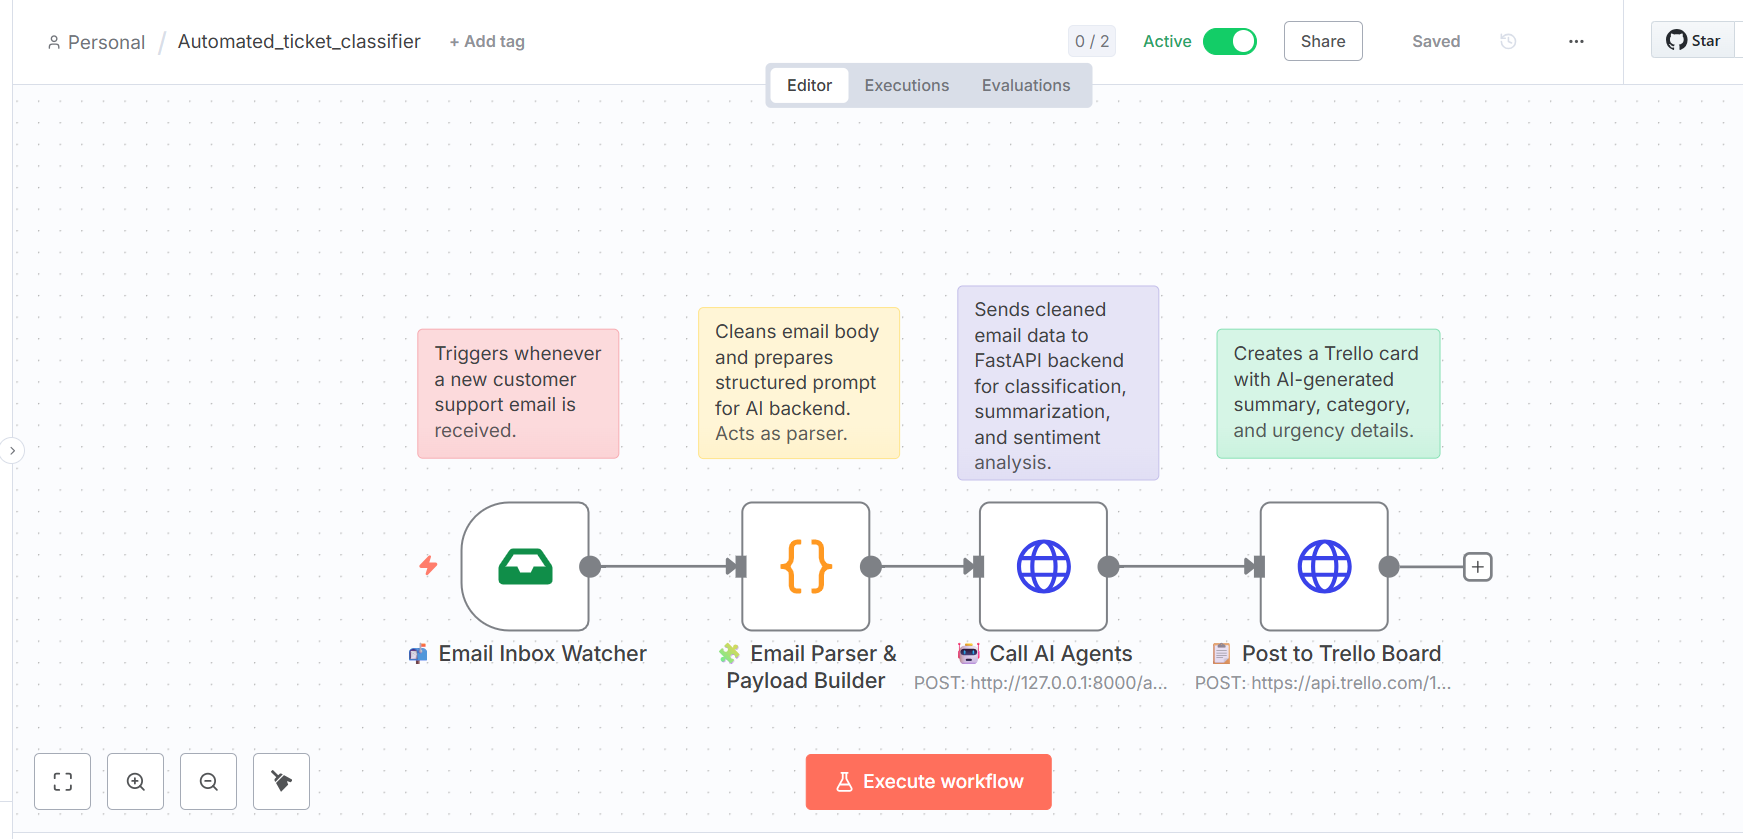 Personal / Automated_ticket_classifier + Add tag
0 / 2 Active Share Saved ... Star
Editor Executions Evaluations
Triggers whenever
a new customer
support email is
received.
Cleans email body
and prepares
structured prompt
for AI backend.
Acts as parser.
Sends cleaned
email data to
FastAPI backend
for classification,
summarization,
and sentiment
analysis.
Creates a Trello card
with AI-generated
summary, category,
and urgency details.
Email Inbox Watcher
Email Parser &
Payload Builder
Call AI Agents
POST: http://127.0.0.1:8000/a...
Post to Trello Board
POST: https://api.trello.com/1...
Execute workflow